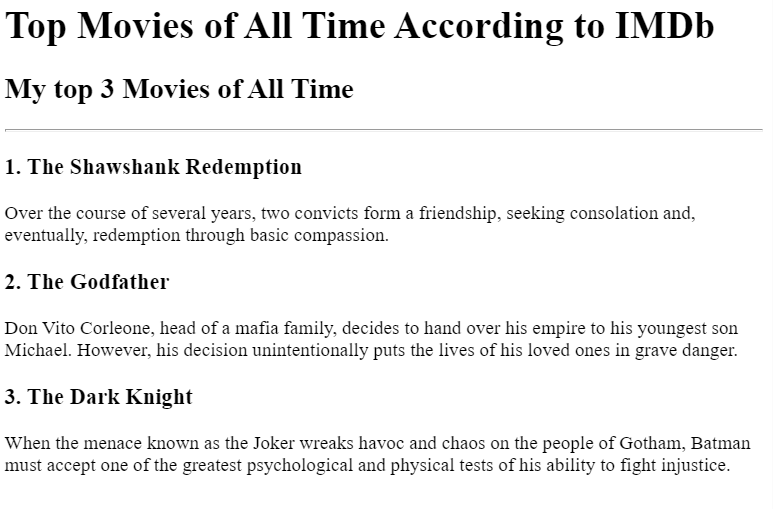 Top Movies of All Time According to IMDb
My top 3 Movies of All Time
1. The Shawshank Redemption
Over the course of several years, two convicts form a friendship, seeking consolation and,
eventually, redemption through basic compassion.
2. The Godfather
Don Vito Corleone, head of a mafia family, decides to hand over his empire to his youngest son
Michael. However, his decision unintentionally puts the lives of his loved ones in grave danger.
3. The Dark Knight
When the menace known as the Joker wreaks havoc and chaos on the people of Gotham, Batman
must accept one of the greatest psychological and physical tests of his ability to fight injustice.